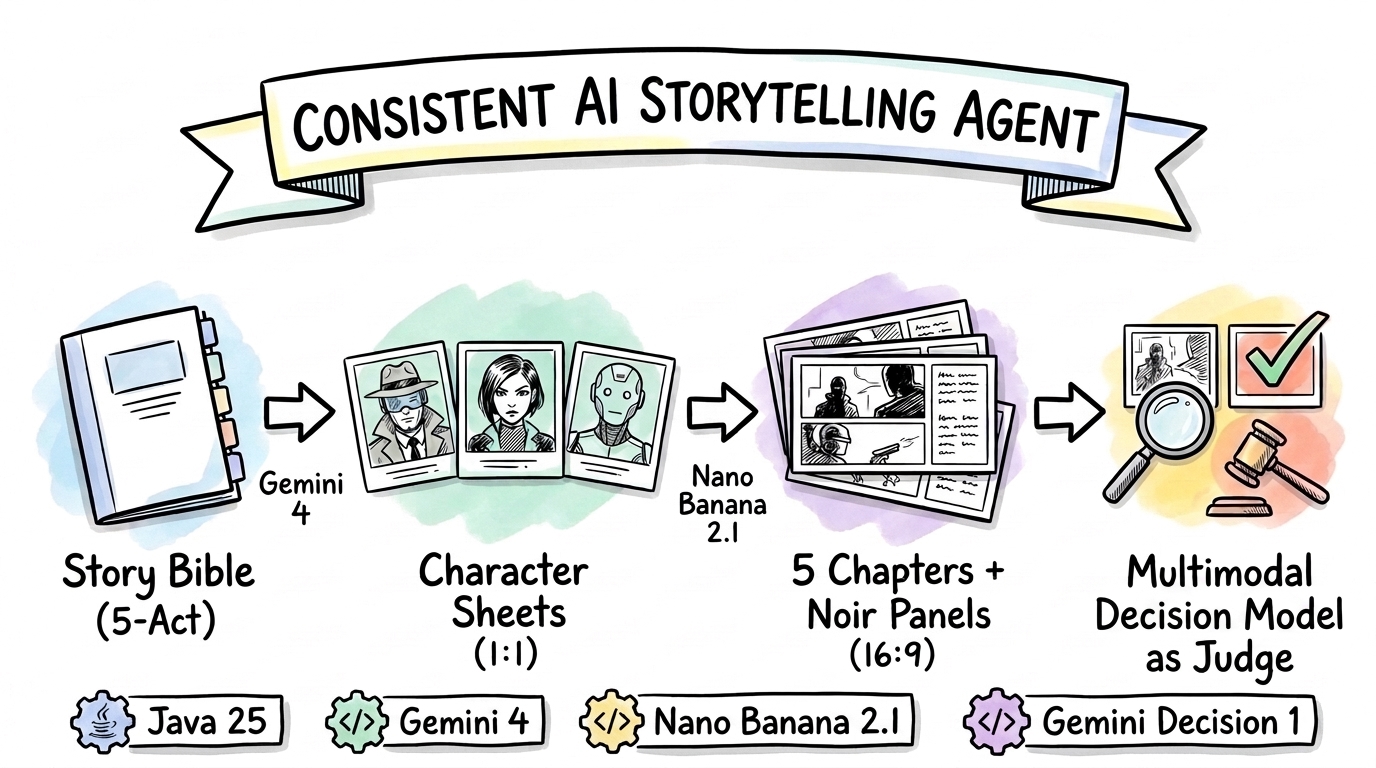 CONSISTENT AI STORYTELLING AGENT
Gemini
4
Nano
Banana
2.1
Story Bible
(5-Act)
Character
Sheets
(1:1)
5 Chapters +
Noir Panels
(16:9)
Multimodal
Decision Model
as Judge
Java 25
</> Gemini 4
</> Nano Banana 2.1
</> Gemini Decision 1